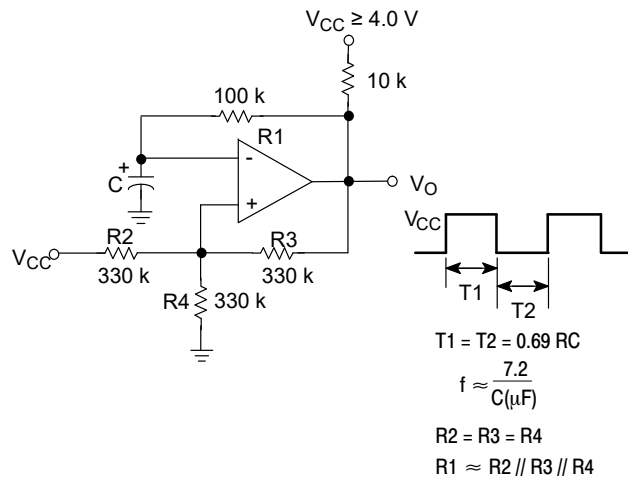 V_CC ≥ 4.0 V
10 k
100 k
R1
-
+
+
C
V_O
V_CC
R2
330 k
R3
330 k
R4
330 k
V_CC
T1
T2
T1 = T2 = 0.69 RC
f ≈ 7.2 / C(μF)
R2 = R3 = R4
R1 ≈ R2 // R3 // R4